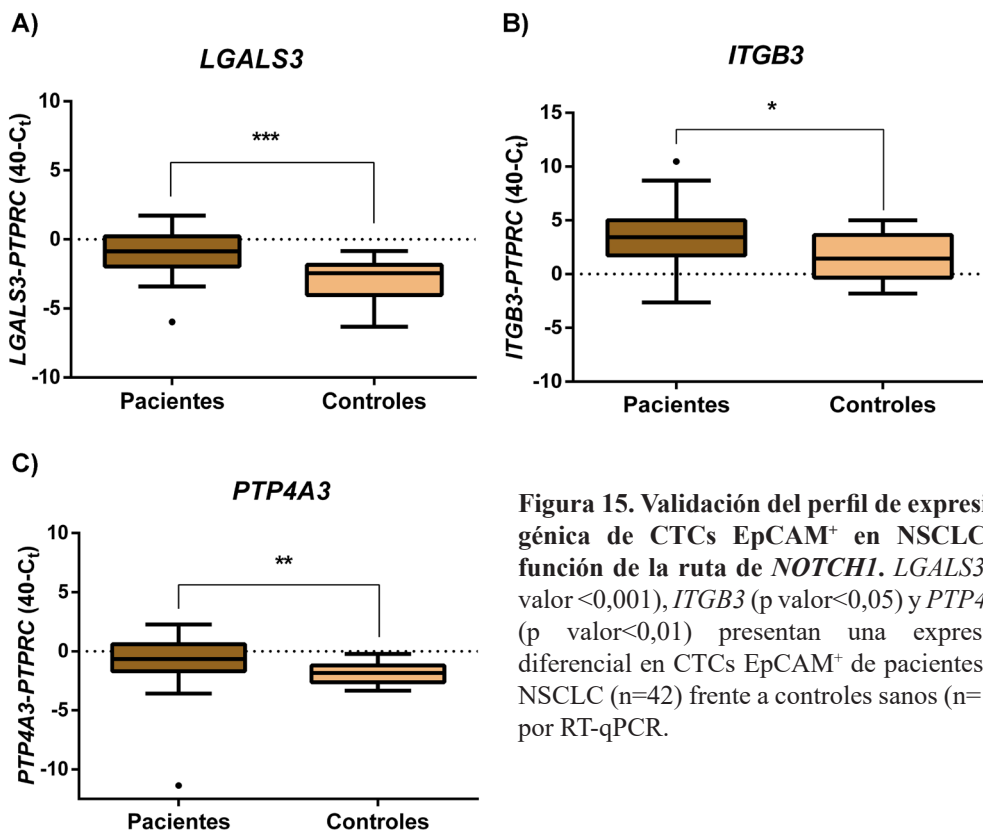 A)
LGALS3
10
5
0
-5
-10
LGALS3-PTPRC (40-Ct)
***
Pacientes
Controles
B)
ITGB3
15
10
5
0
-5
-10
ITGB3-PTPRC (40-Ct)
*
Pacientes
Controles
C)
PTP4A3
10
5
0
-5
-10
PTP4A3-PTPRC (40-Ct)
**
Pacientes
Controles
Figura 15. Validación del perfil de expresi
génica de CTCs EpCAM+ en NSCLC
función de la ruta de NOTCH1. LGALS3
valor <0,001), ITGB3 (p valor<0,05) y PTP4
(p valor<0,01) presentan una expres
diferencial en CTCs EpCAM+ de pacientes
NSCLC (n=42) frente a controles sanos (n=
por RT-qPCR.